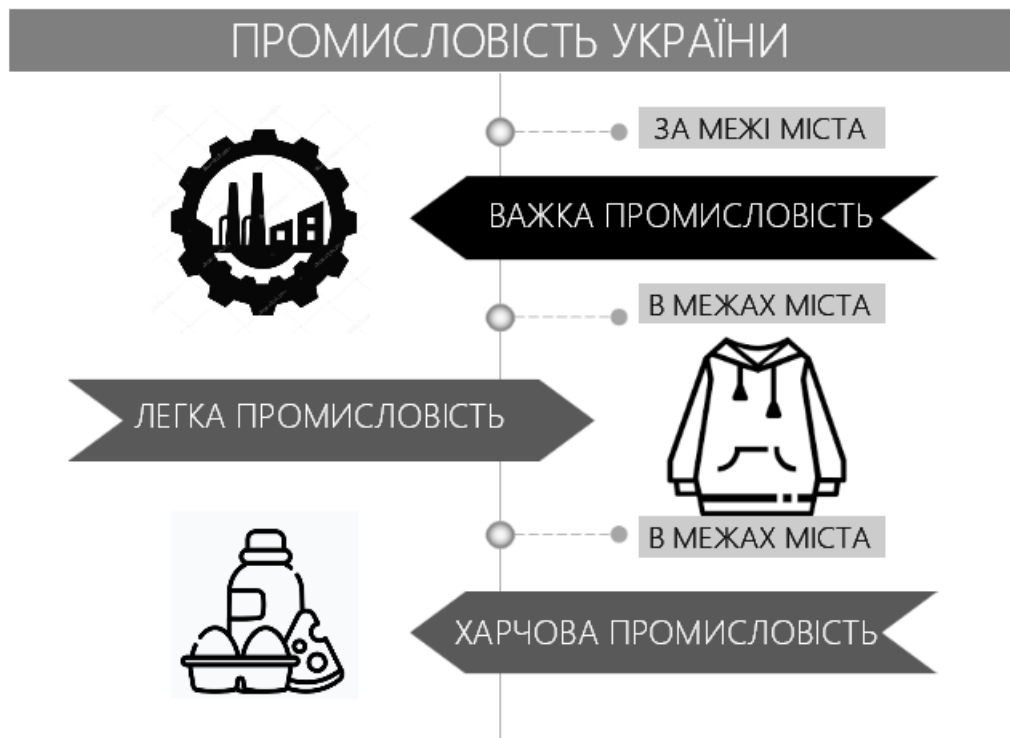 ПРОМИСЛОВІСТЬ УКРАЇНИ
ЗА МЕЖІ МІСТА
ВАЖКА ПРОМИСЛОВІСТЬ
В МЕЖАХ МІСТА
ЛЕГКА ПРОМИСЛОВІСТЬ
В МЕЖАХ МІСТА
ХАРЧОВА ПРОМИСЛОВІСТЬ